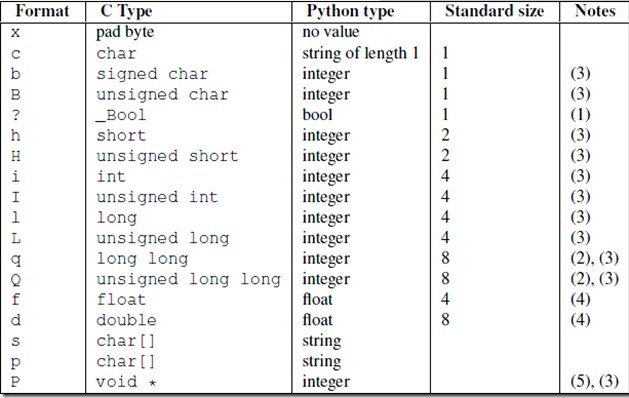 Format C Type Python type Standard size Notes
x pad byte no value
c char string of length 1 1
b signed char integer 1 (3)
B unsigned char integer 1 (3)
? _Bool bool 1 (1)
h short integer 2 (3)
H unsigned short integer 2 (3)
i int integer 4 (3)
I unsigned int integer 4 (3)
l long integer 4 (3)
L unsigned long integer 4 (3)
q long long integer 8 (2), (3)
Q unsigned long long integer 8 (2), (3)
f float float 4 (4)
d double float 8 (4)
s char[] string
p char[] string
P void * integer (5), (3)